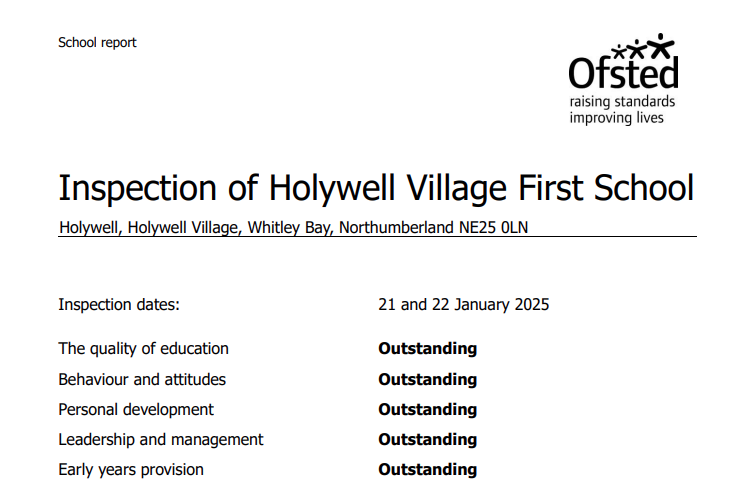 School report
Ofsted
raising standards
improving lives
Inspection of Holywell Village First School
Holywell, Holywell Village, Whitley Bay, Northumberland NE25 0LN
Inspection dates: 21 and 22 January 2025
The quality of education Outstanding
Behaviour and attitudes Outstanding
Personal development Outstanding
Leadership and management Outstanding
Early years provision Outstanding